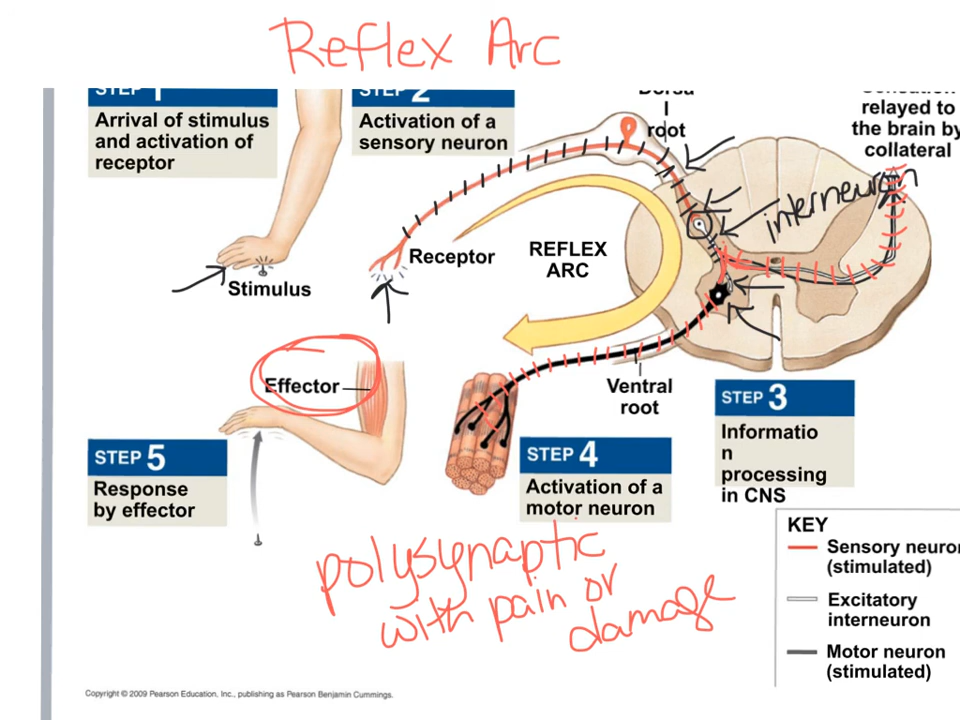 Reflex Arc
STEP 1
Arrival of stimulus
and activation of
receptor
STEP 2
Activation of a
sensory neuron
Dorsa
l
root
Sensation
relayed to
the brain by
collateral
interneuron
Receptor
REFLEX
ARC
Stimulus
Effector
Ventral
root
STEP 3
Informatio
n
processing
in CNS
STEP 4
Activation of a
motor neuron
STEP 5
Response
by effector
polysynaptic
with pain or
damage
KEY
Sensory neuron
(stimulated)
Excitatory
interneuron
Motor neuron
(stimulated)
Copyright © 2009 Pearson Education, Inc., publishing as Pearson Benjamin Cummings.